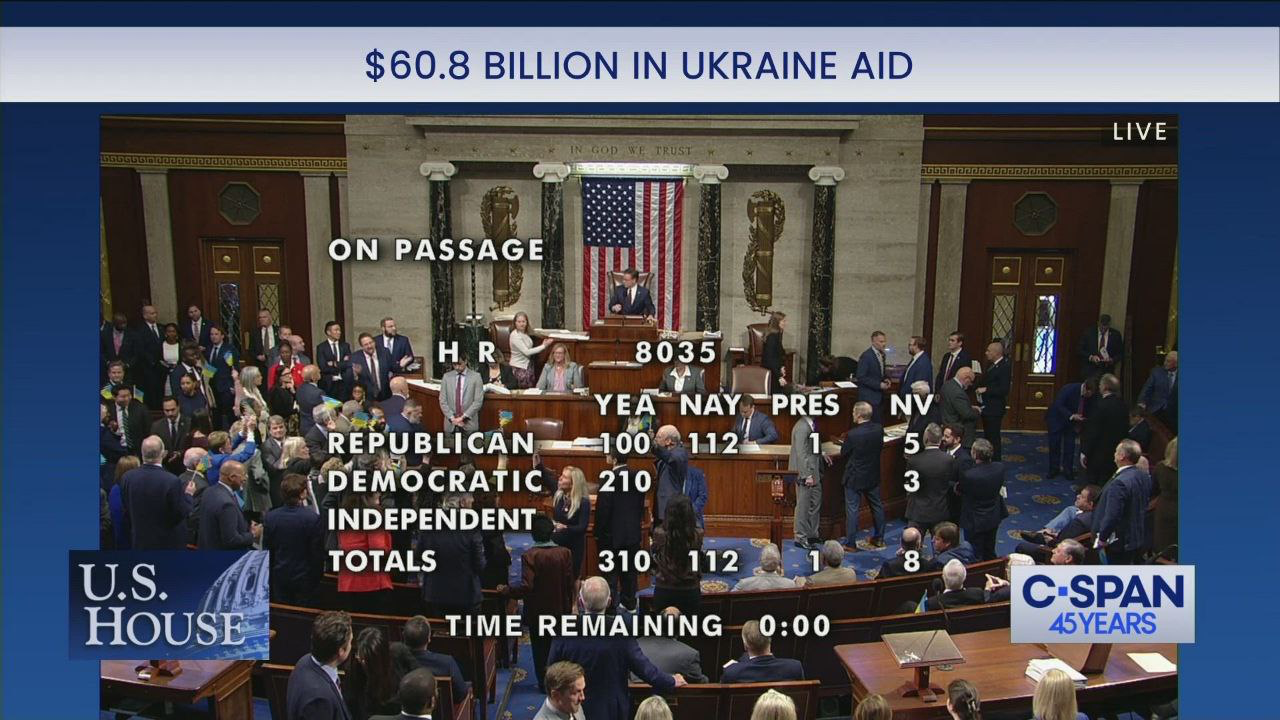 $60.8 BILLION IN UKRAINE AID
LIVE
IN GOD WE TRUST
ON PASSAGE
H R 8035
YEA NAY PRES NV
REPUBLICAN 100 112 1 5
DEMOCRATIC 210 3
INDEPENDENT
TOTALS 310 112 1 8
TIME REMAINING 0:00
U.S.
HOUSE
C-SPAN
45 YEARS